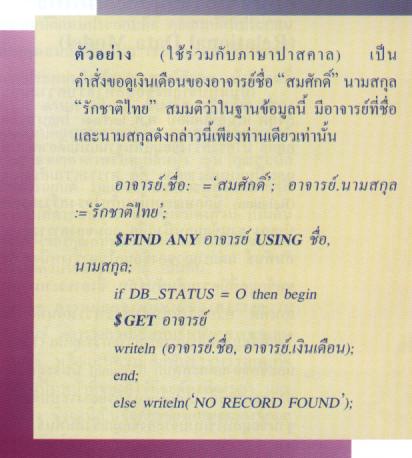 ตัวอย่าง (ใช้ร่วมกับภาษาปาสคาล) เป็น
คำสั่งขอดูเงินเดือนของอาจารย์ชื่อ “สมศักดิ์” นามสกุล
“รักชาติไทย” สมมติว่าในฐานข้อมูลนี้ มีอาจารย์ที่ชื่อ
และนามสกุลดังกล่าวนี้เพียงท่านเดียวเท่านั้น
อาจารย์.ชื่อ: =‘สมศักดิ์’; อาจารย์.นามสกุล
:=‘รักชาติไทย’;
$FIND ANY อาจารย์ USING ชื่อ,
นามสกุล;
if DB_STATUS = O then begin
$GET อาจารย์
writeln (อาจารย์.ชื่อ, อาจารย์.เงินเดือน);
end;
else writeln(‘NO RECORD FOUND’);